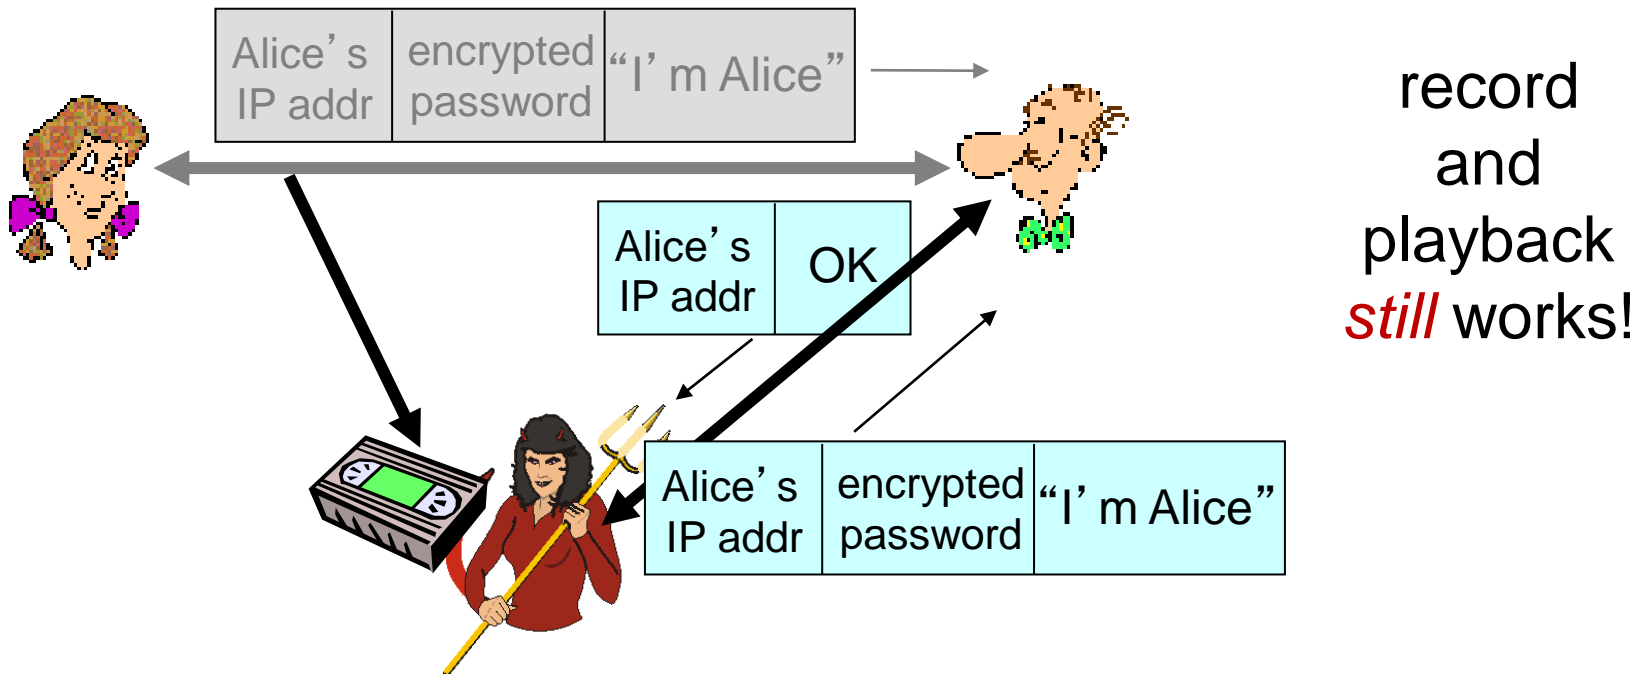 Alice’s
IP addr
encrypted
password
“I’m Alice”
record
and
playback
still works!
Alice’s
IP addr
OK
Alice’s
IP addr
encrypted
password
“I’m Alice”